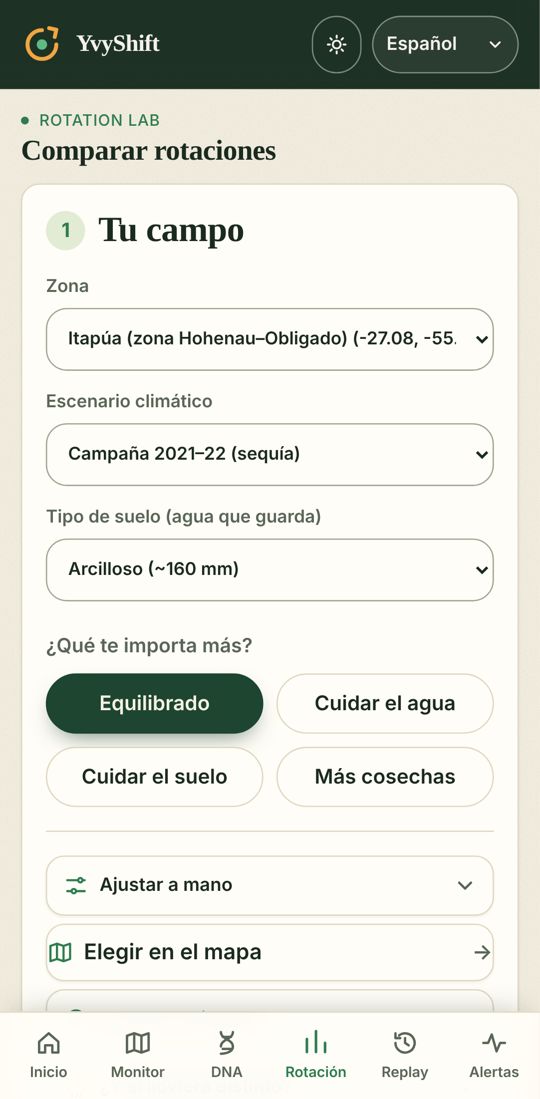 YvyShift
Español
ROTATION LAB
Comparar rotaciones
1 Tu campo
Zona
Itapúa (zona Hohenau–Obligado) (-27.08, -55.
Escenario climático
Campaña 2021–22 (sequía)
Tipo de suelo (agua que guarda)
Arcilloso (~160 mm)
¿Qué te importa más?
Equilibrado
Cuidar el agua
Cuidar el suelo
Más cosechas
Ajustar a mano
Elegir en el mapa
Inicio
Monitor
DNA
Rotación
Replay
Alertas